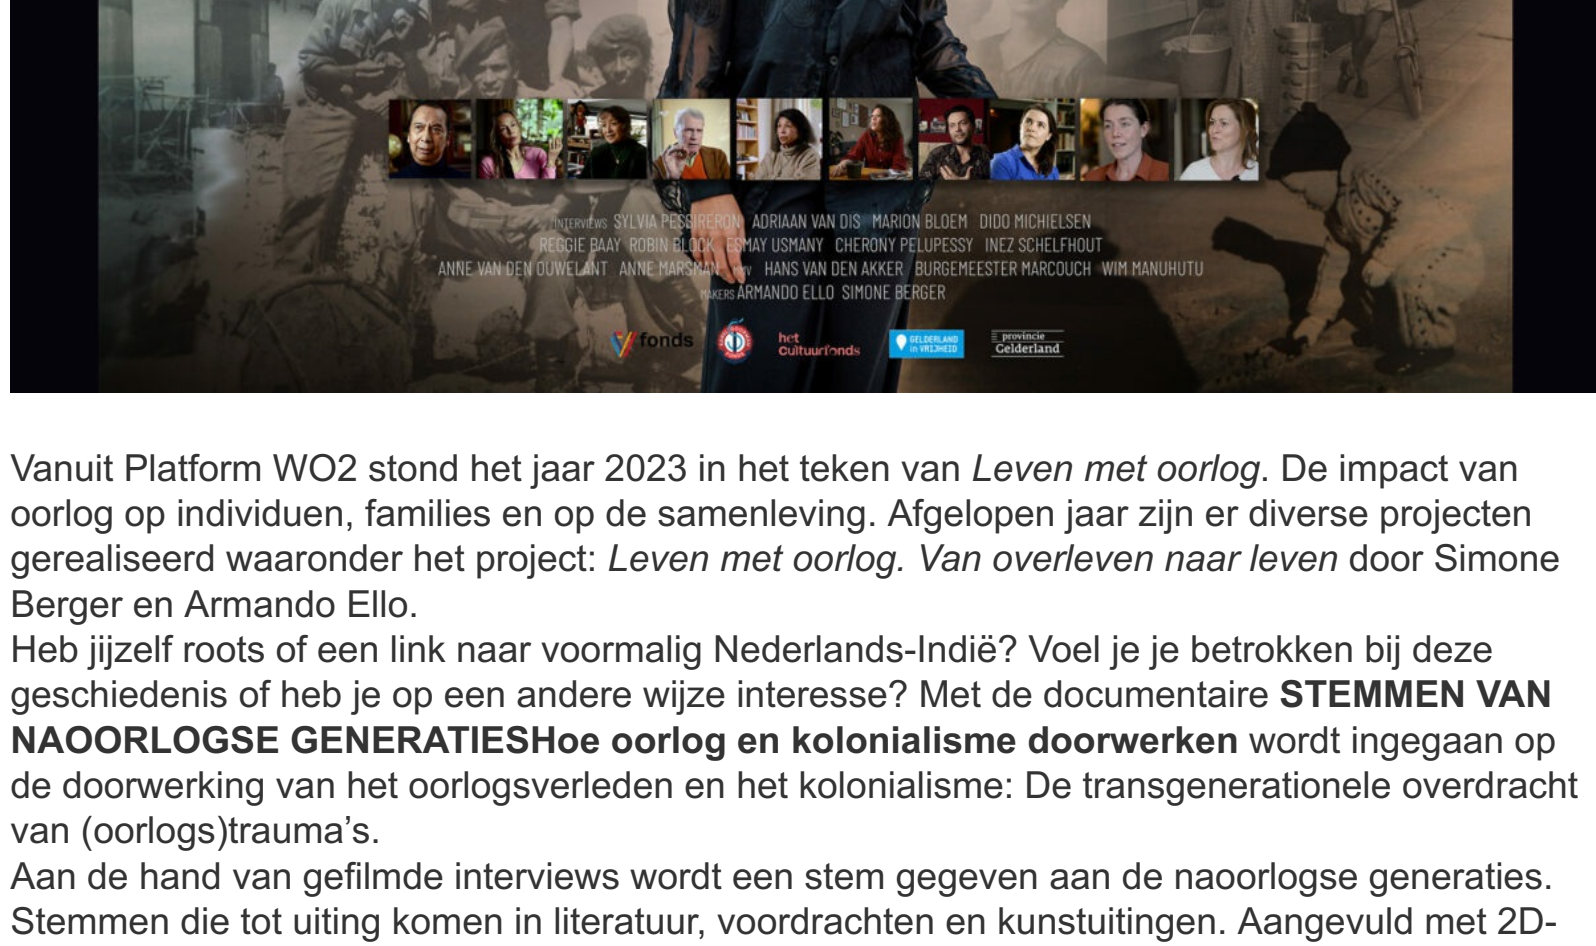 INTERVIEWS SYLVIA PESSIRERON ADRIAAN VAN DIS MARION BLOEM DIDO MICHIELSEN
REGGIE BAAY ROBIN BLOCK ESMAY USMANY CHERONY PELUPESSY INEZ SCHELFHOUT
ANNE VAN DEN OUWELANT ANNE MARSMAN MMV HANS VAN DEN AKKER BURGEMEESTER MARCOUCH WIM MANUHUTU
MAKERS ARMANDO ELLO SIMONE BERGER
V fonds
het Cultuurfonds
GELDERLAND in VRIJHEID
provincie Gelderland
Vanuit Platform WO2 stond het jaar 2023 in het teken van Leven met oorlog. De impact van
oorlog op individuen, families en op de samenleving. Afgelopen jaar zijn er diverse projecten
gerealiseerd waaronder het project: Leven met oorlog. Van overleven naar leven door Simone
Berger en Armando Ello.
Heb jijzelf roots of een link naar voormalig Nederlands-Indië? Voel je je betrokken bij deze
geschiedenis of heb je op een andere wijze interesse? Met de documentaire STEMMEN VAN
NAOORLOGSE GENERATIESHoe oorlog en kolonialisme doorwerken wordt ingegaan op
de doorwerking van het oorlogsverleden en het kolonialisme: De transgenerationele overdracht
van (oorlogs)trauma’s.
Aan de hand van gefilmde interviews wordt een stem gegeven aan de naoorlogse generaties.
Stemmen die tot uiting komen in literatuur, voordrachten en kunstuitingen. Aangevuld met 2D-